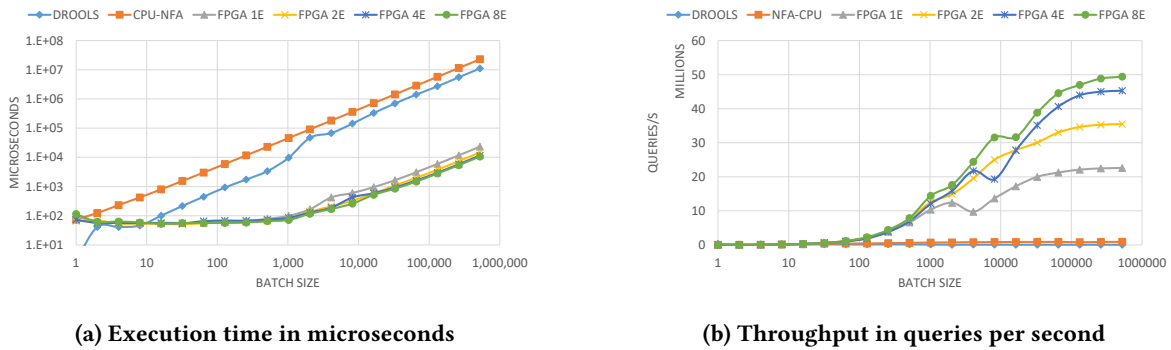 DROOLS CPU-NFA FPGA 1E FPGA 2E FPGA 4E FPGA 8E
1.E+08
1.E+07
1.E+06
1.E+05
1.E+04
1.E+03
1.E+02
1.E+01
MICROSECONDS
1 10 100 1,000 10,000 100,000 1,000,000
BATCH SIZE
(a) Execution time in microseconds
DROOLS NFA-CPU FPGA 1E FPGA 2E FPGA 4E FPGA 8E
60
50
40
30
20
10
0
MILLIONS
QUERIES/S
1 10 100 1000 10000 100000 1000000
BATCH SIZE
(b) Throughput in queries per second